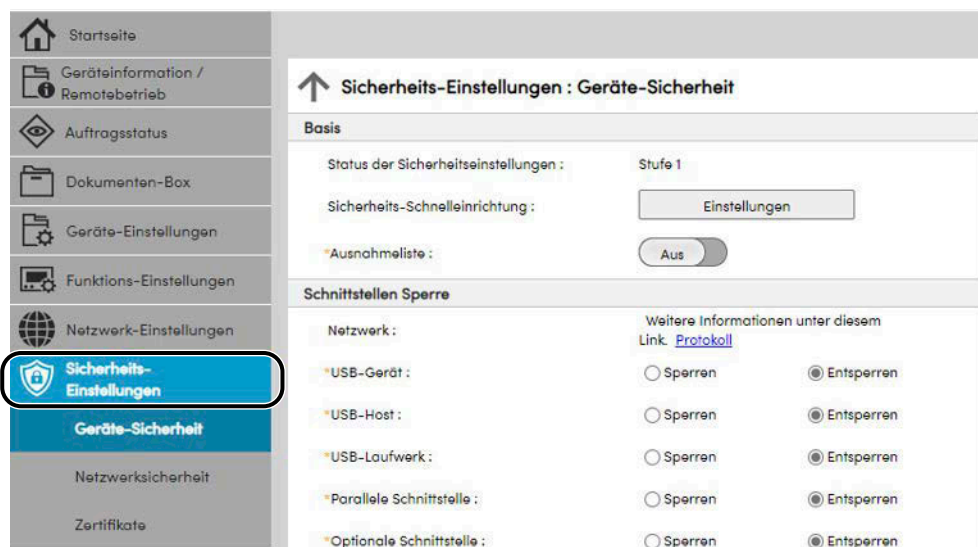 Startseite
Geräteinformation /
Remotebetrieb
Auftragsstatus
Dokumenten-Box
Geräte-Einstellungen
Funktions-Einstellungen
Netzwerk-Einstellungen
Sicherheits-
Einstellungen
Geräte-Sicherheit
Netzwerksicherheit
Zertifikate
Sicherheits-Einstellungen : Geräte-Sicherheit
Basis
Status der Sicherheitseinstellungen : Stufe 1
Sicherheits-Schnelleinrichtung : Einstellungen
*Ausnahmeliste : Aus
Schnittstellen Sperre
Netzwerk : Weitere Informationen unter diesem
Link. Protokoll
*USB-Gerät : Sperren Entsperren
*USB-Host : Sperren Entsperren
*USB-Laufwerk : Sperren Entsperren
*Parallele Schnittstelle : Sperren Entsperren
*Optionale Schnittstelle : Sperren Entsperren